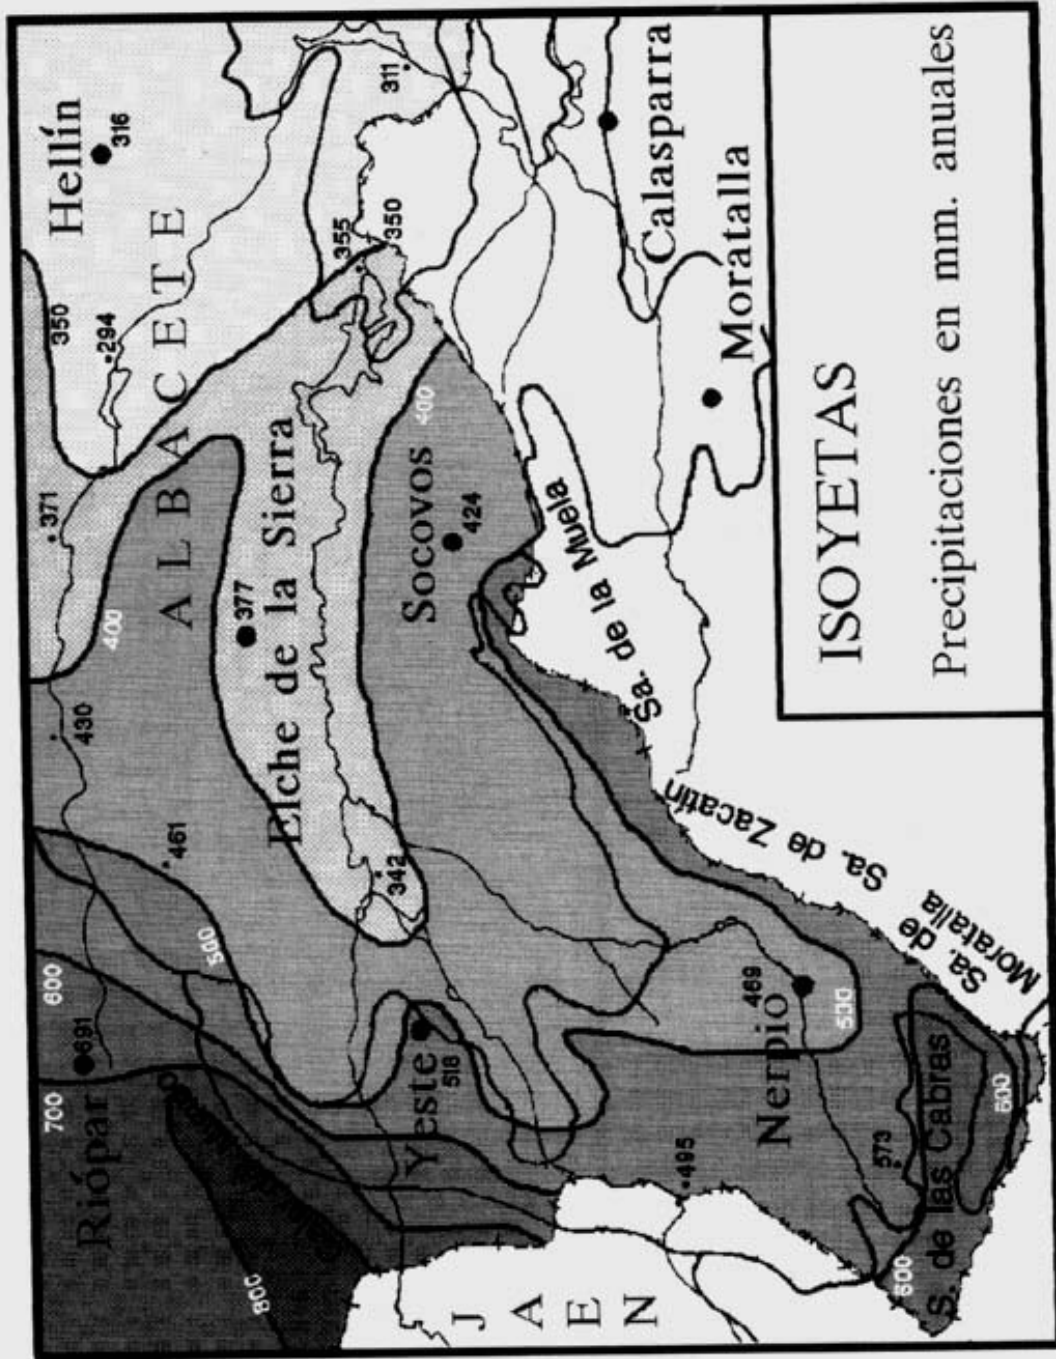 700
600
691
Riópar
371
430
350
Hellín
316
294
400
461
ALBACETE
500
800
377
Elche de la Sierra
342
355
350
311
Yeste
518
400
Socovos
424
JAEN
495
Sa. de la Muela
Calasparra
Moratalla
Nerpio
469
500
Sa. de Zacatín
573
600
S. de las Cabras
600
Sa. de
Moratalla
ISOYETAS
Precipitaciones en mm. anuales